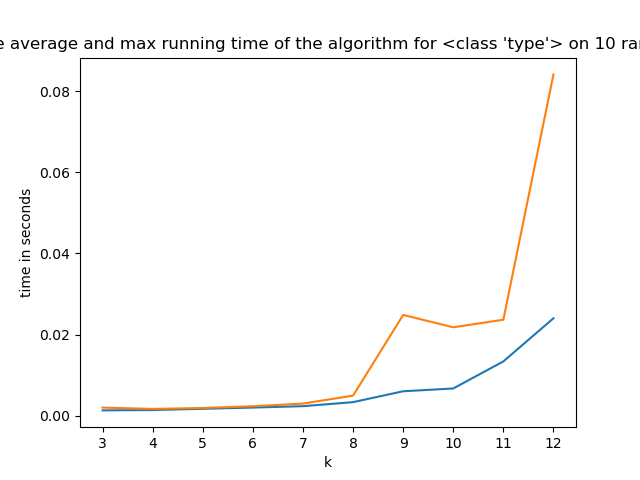 e average and max running time of the algorithm for <class 'type'> on 10 ra
0.08
0.06
0.04
0.02
0.00
time in seconds
3 4 5 6 7 8 9 10 11 12
k